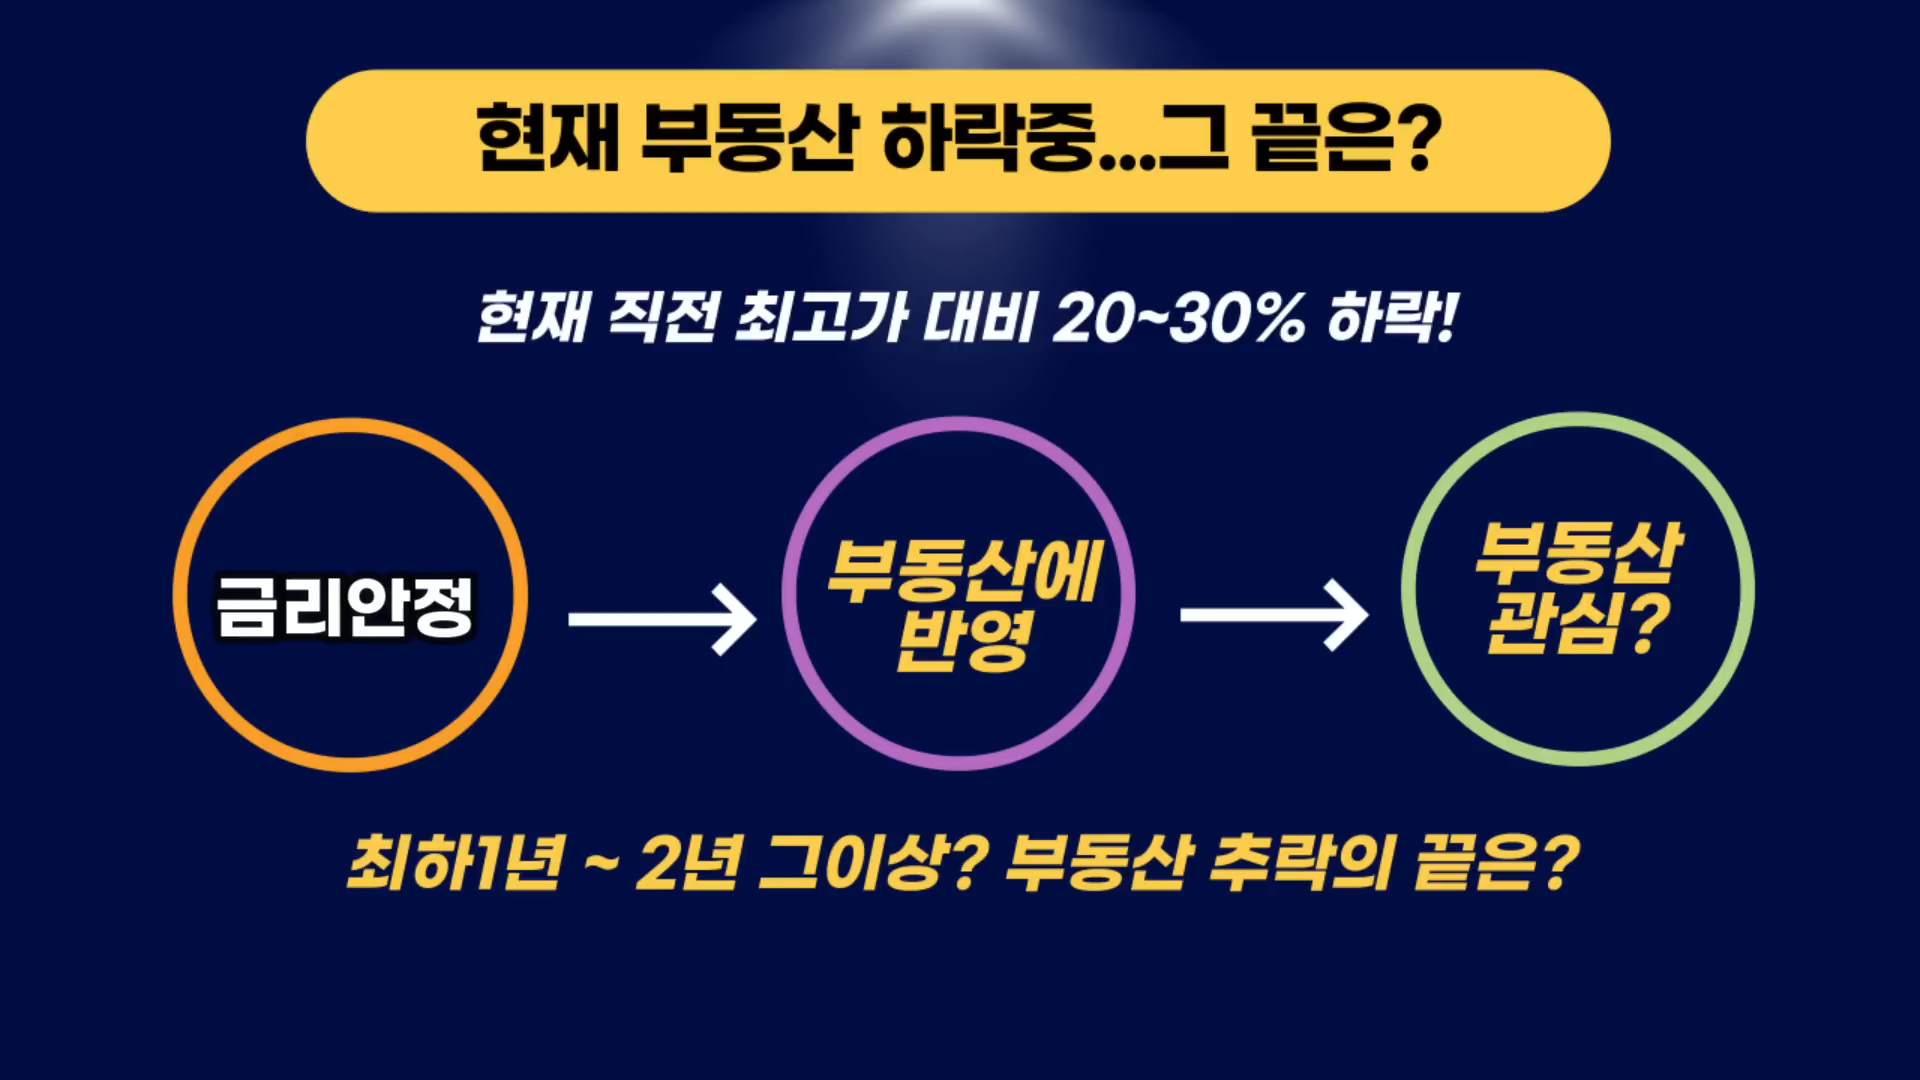 현재 부동산 하락중...그 끝은?
현재 직전 최고가 대비 20~30% 하락!
금리안정
부동산에
반영
부동산
관심?
최하1년 ~ 2년 그이상? 부동산 추락의 끝은?